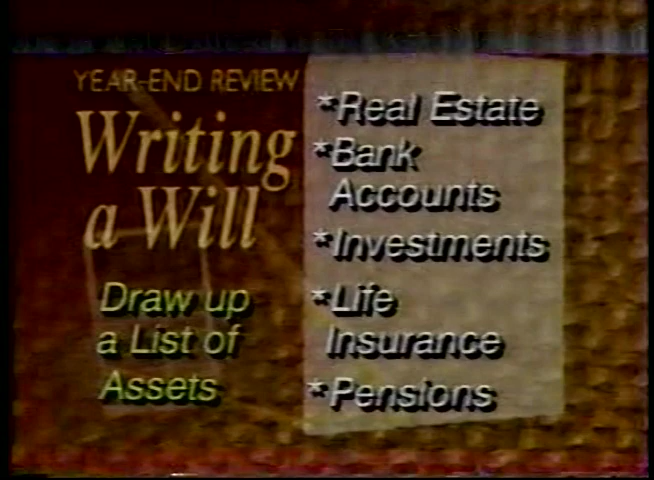 YEAR-END REVIEW
Writing
a Will
Draw up
a List of
Assets
*Real Estate
*Bank
Accounts
*Investments
*Life
Insurance
*Pensions